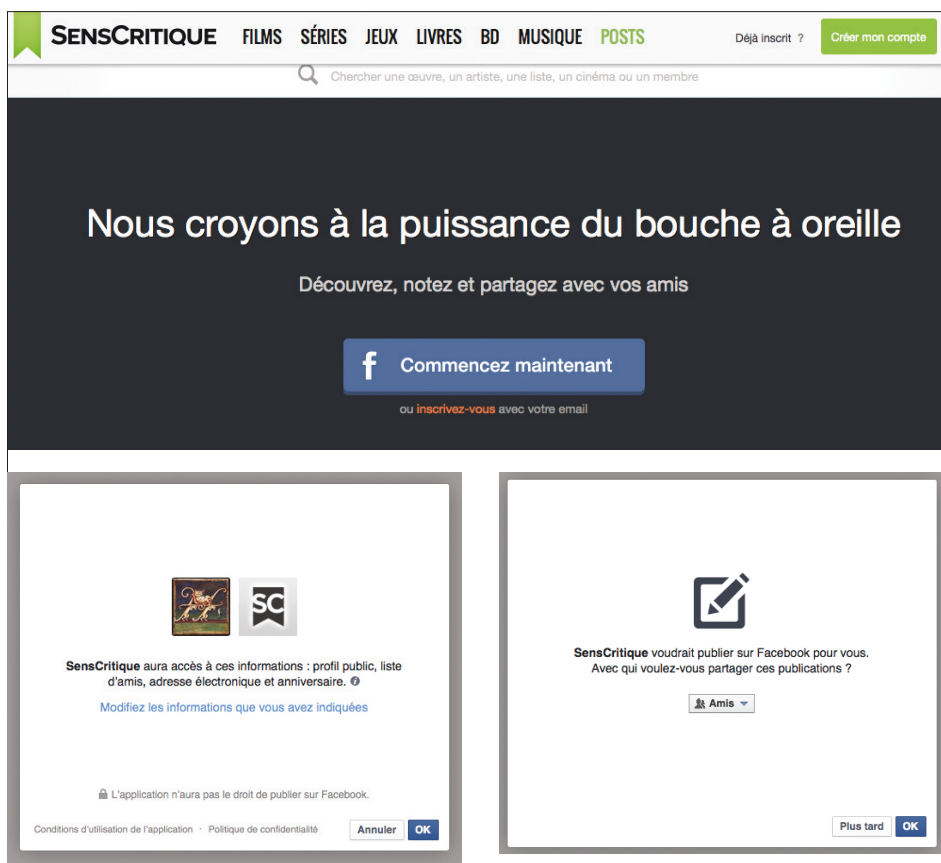 SENSCRITIQUE FILMS SÉRIES JEUX LIVRES BD MUSIQUE POSTS Déjà inscrit ? Créer mon compte
Chercher une œuvre, un artiste, une liste, un cinéma ou un membre
Nous croyons à la puissance du bouche à oreille
Découvrez, notez et partagez avec vos amis
f Commencez maintenant
ou inscrivez-vous avec votre email
SC
SensCritique aura accès à ces informations : profil public, liste
d'amis, adresse électronique et anniversaire.
Modifiez les informations que vous avez indiquées
L'application n'aura pas le droit de publier sur Facebook.
Conditions d'utilisation de l'application · Politique de confidentialité Annuler OK
SensCritique voudrait publier sur Facebook pour vous.
Avec qui voulez-vous partager ces publications ?
Amis
Plus tard OK